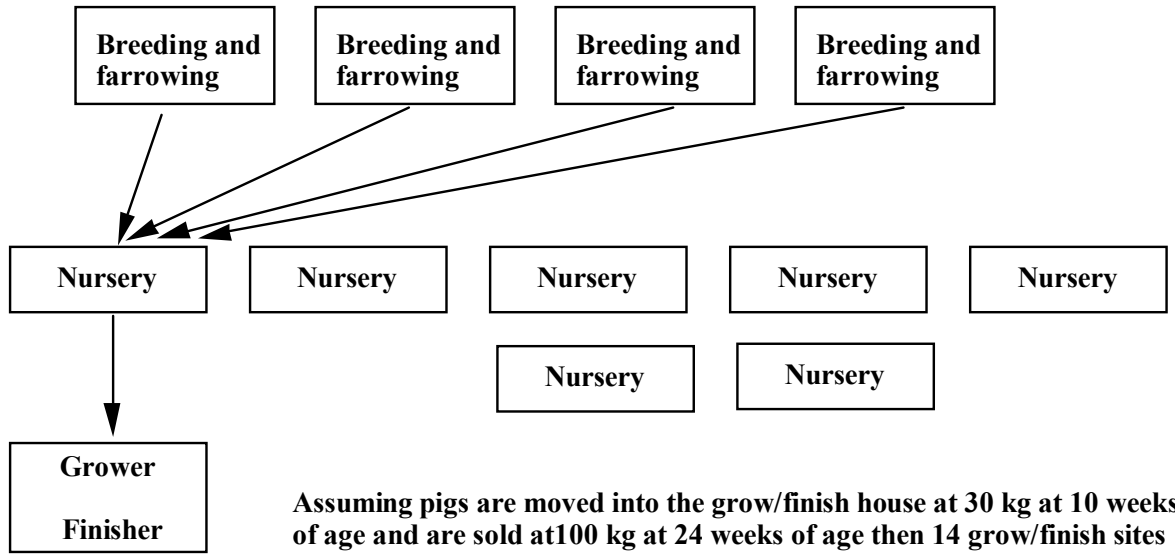 Breeding and
farrowing
Breeding and
farrowing
Breeding and
farrowing
Breeding and
farrowing
Nursery
Nursery
Nursery
Nursery
Nursery
Nursery
Nursery
Grower
Finisher
Assuming pigs are moved into the grow/finish house at 30 kg at 10 weeks
of age and are sold at100 kg at 24 weeks of age then 14 grow/finish sites